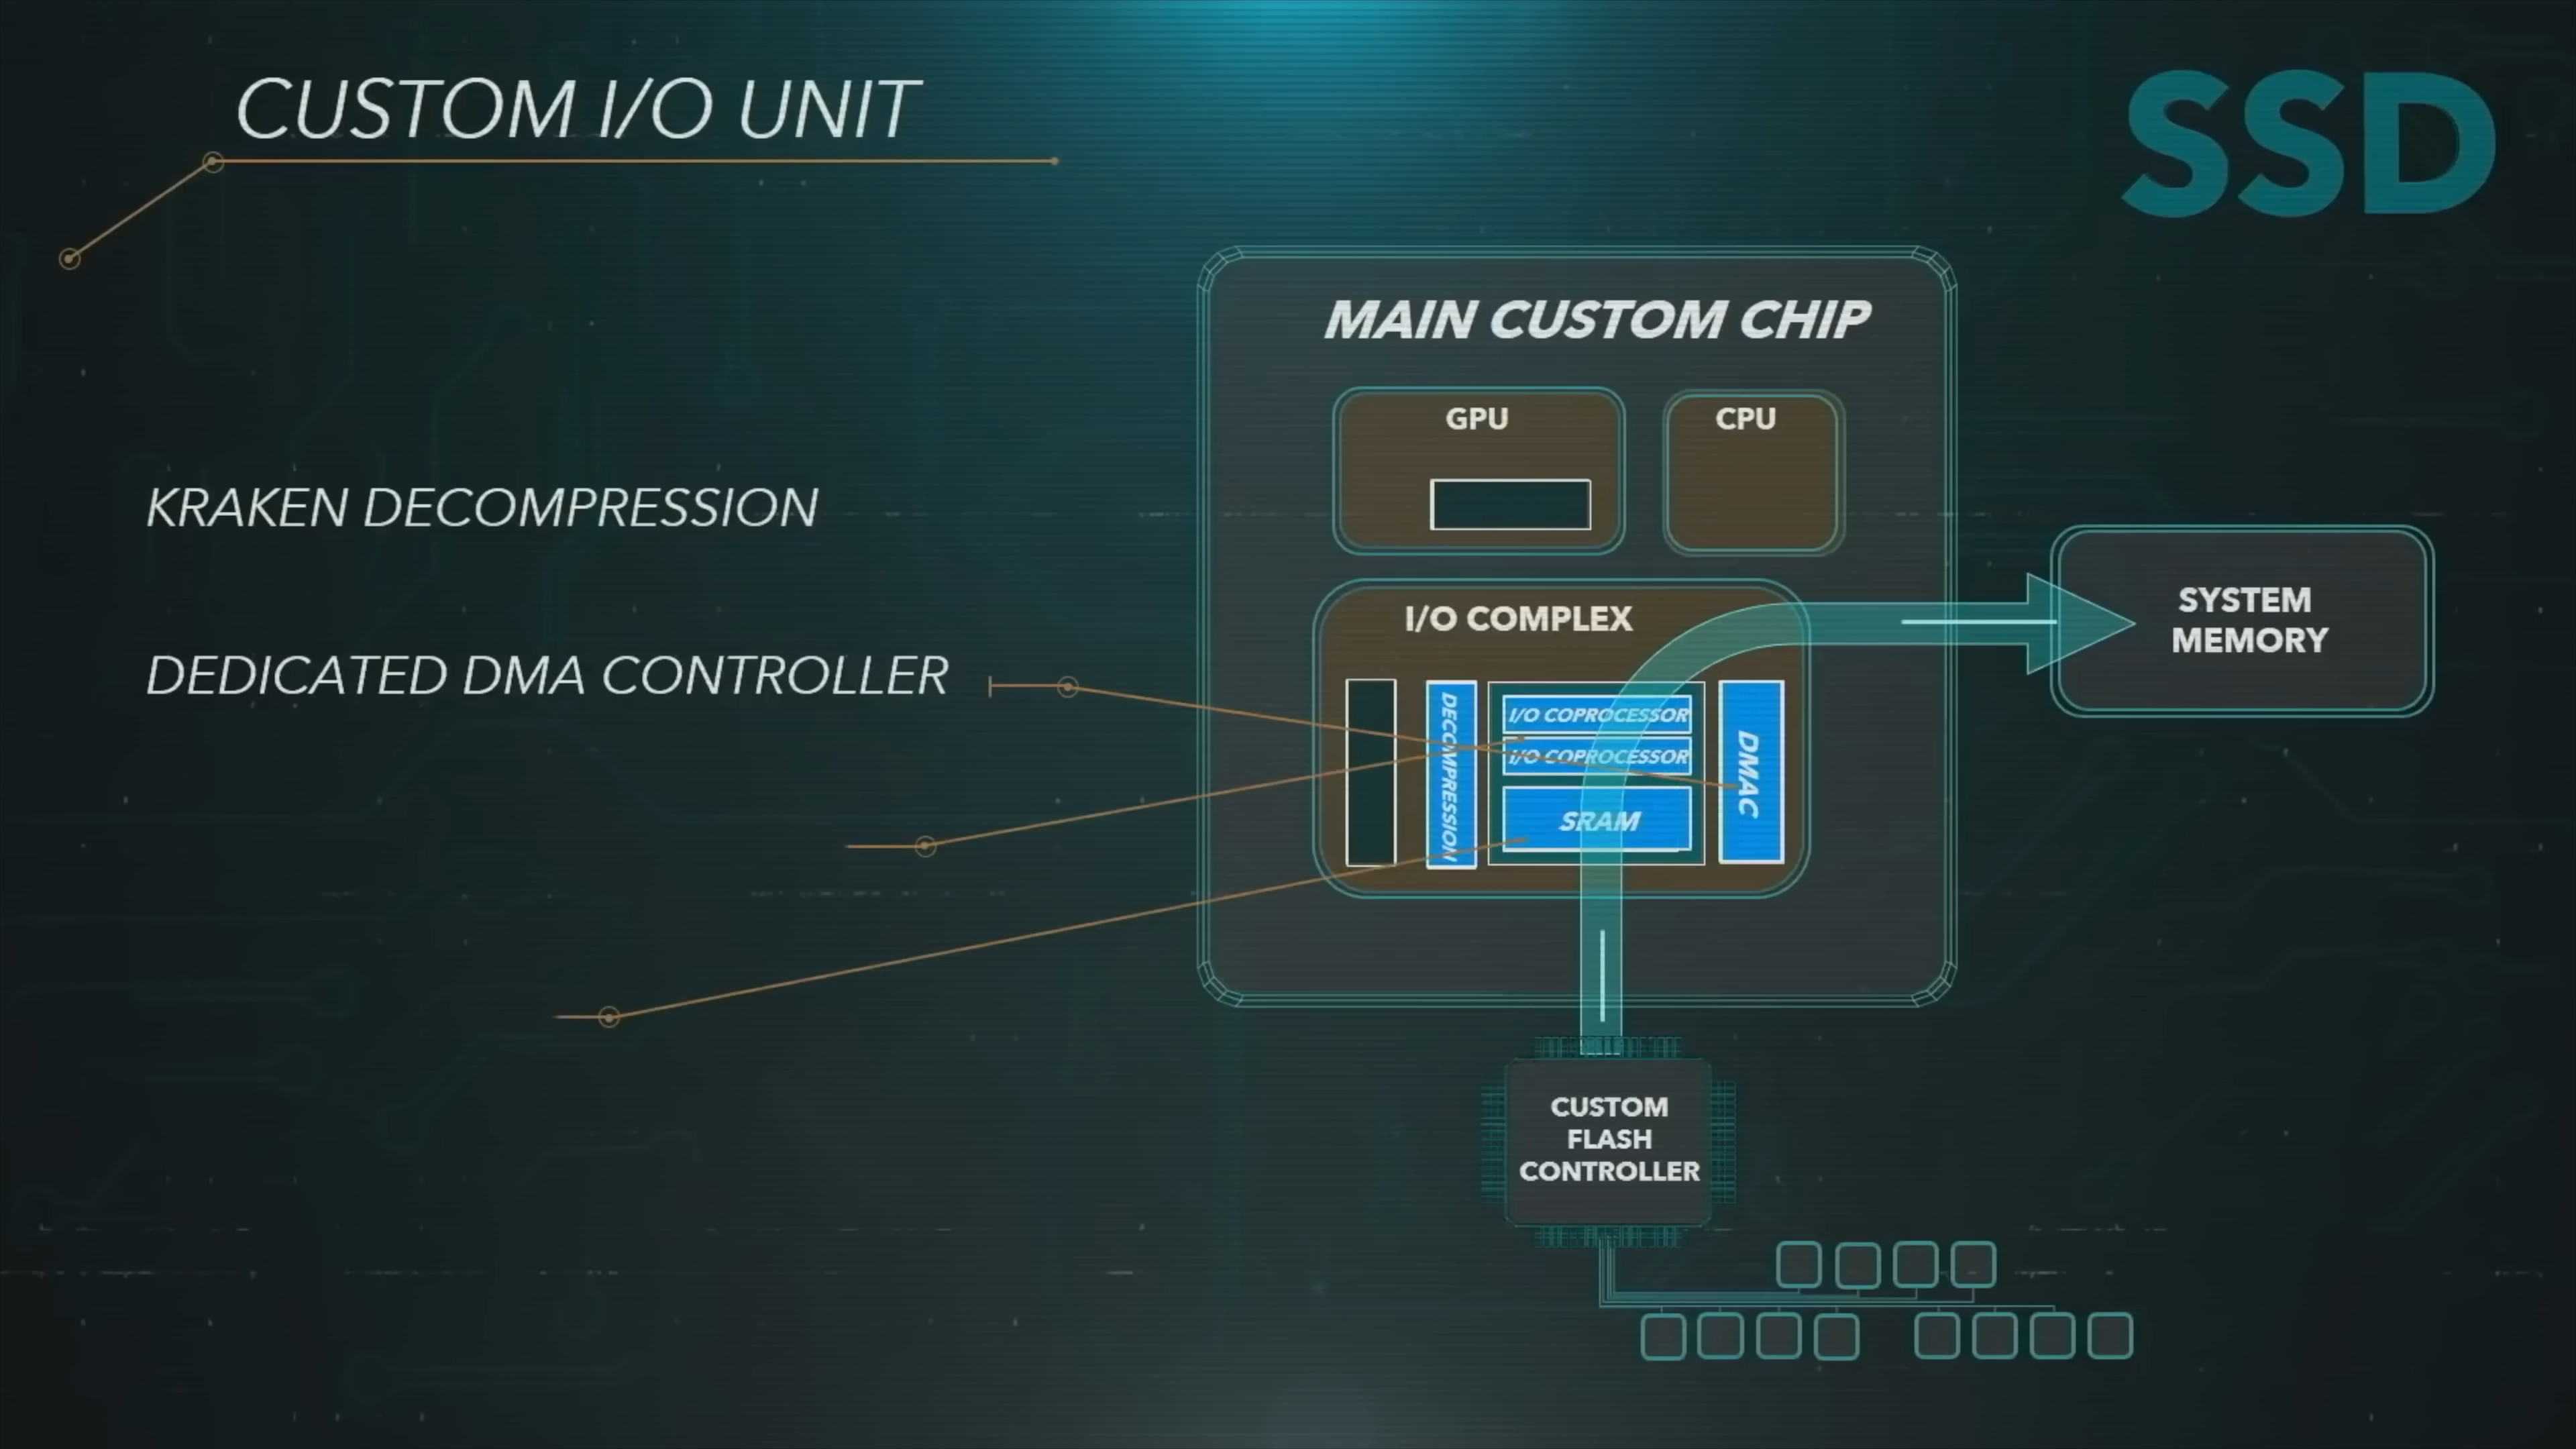 CUSTOM I/O UNIT
SSD
MAIN CUSTOM CHIP
GPU
CPU
KRAKEN DECOMPRESSION
DEDICATED DMA CONTROLLER
I/O COMPLEX
DECOMPRESSION
I/O COPROCESSOR
I/O COPROCESSOR
SRAM
DMAC
SYSTEM
MEMORY
CUSTOM
FLASH
CONTROLLER